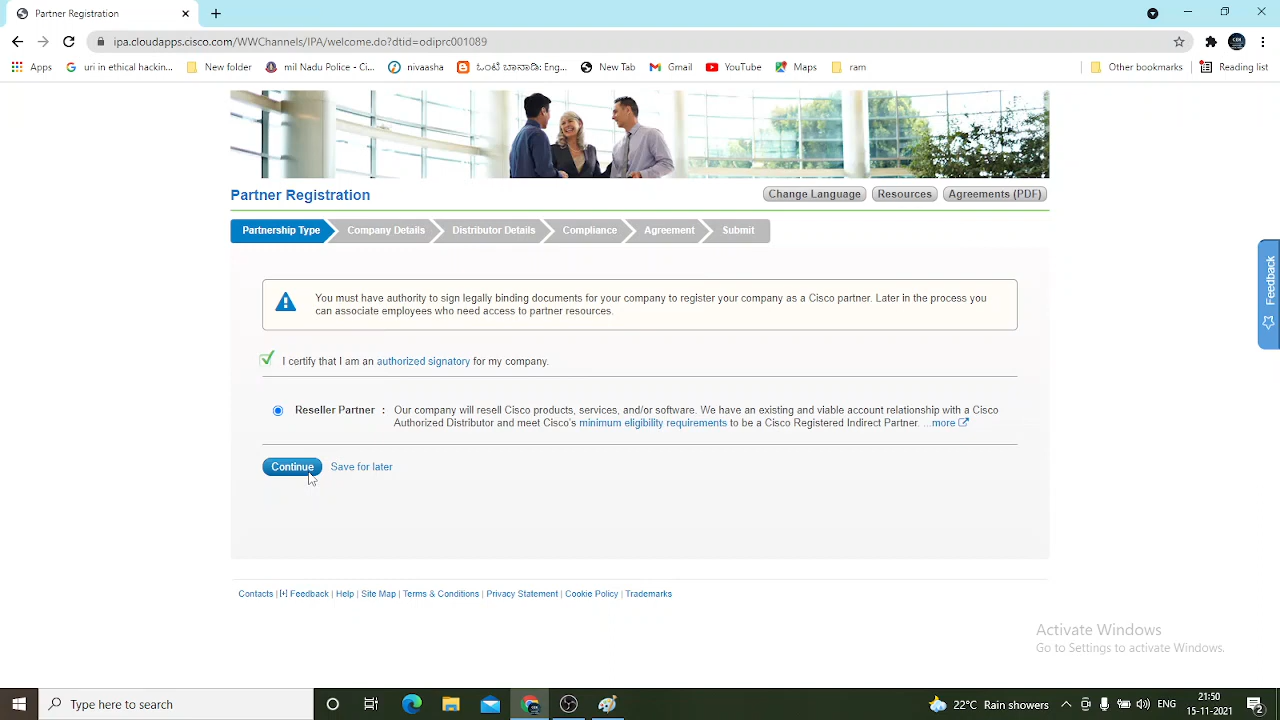 Partner Registration
ipa.cloudapps.cisco.com/WWChannels/IPA/welcome.do?dtid=odiprc001089
Apps
uri in ethical hackin...
New folder
mil Nadu Police - Ci...
nivaasha
Eng...
New Tab
Gmail
YouTube
Maps
ram
Other bookmarks
Reading list
Partner Registration
Change Language
Resources
Agreements (PDF)
Partnership Type
Company Details
Distributor Details
Compliance
Agreement
Submit
You must have authority to sign legally binding documents for your company to register your company as a Cisco partner. Later in the process you
can associate employees who need access to partner resources.
I certify that I am an authorized signatory for my company.
Reseller Partner : Our company will resell Cisco products, services, and/or software. We have an existing and viable account relationship with a Cisco
Authorized Distributor and meet Cisco's minimum eligibility requirements to be a Cisco Registered Indirect Partner. ...more
Continue
Save for later
Feedback
Contacts | [+] Feedback | Help | Site Map | Terms & Conditions | Privacy Statement | Cookie Policy | Trademarks
Activate Windows
Go to Settings to activate Windows.
Type here to search
22°C Rain showers
ENG
21:50
15-11-2021
2